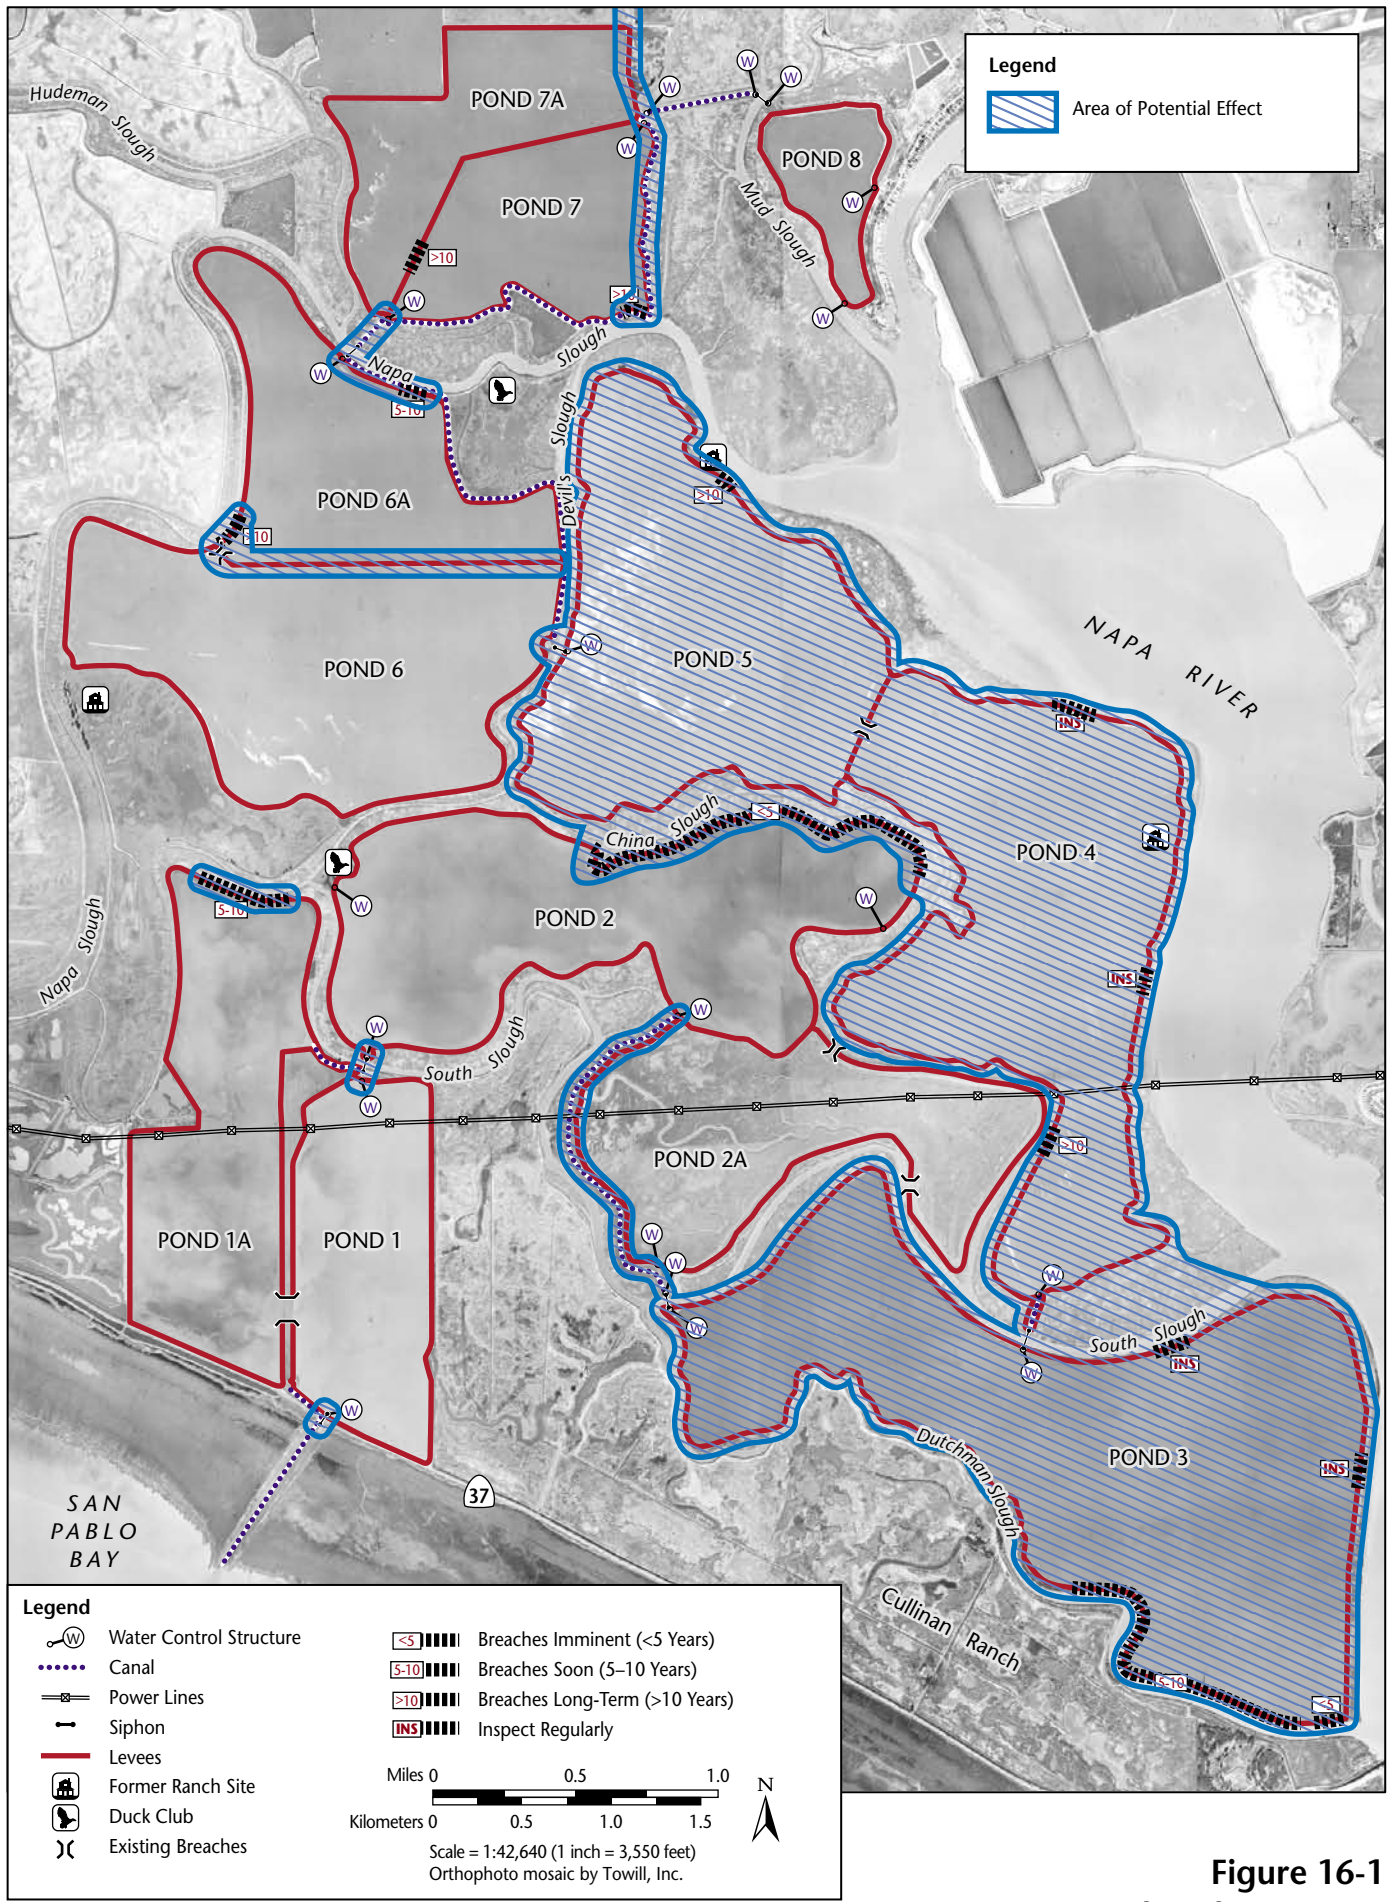 Legend
Area of Potential Effect
Hudeman Slough
POND 7A
W
W
W
W
POND 8
POND 7
W
Mud Slough
>10
W
>10
W
Slough
W
Napa
5-10
Slough
Devil's
>10
POND 6A
>10
NAPA RIVER
W
POND 5
POND 6
INS
China Slough
<5
POND 4
W
W
5-10
POND 2
Napa Slough
INS
W
W
South Slough
W
>10
POND 2A
POND 1A
POND 1
W
W
W
W
South Slough
INS
W
W
Dutchman Slough
POND 3
INS
37
SAN
PABLO
BAY
Cullinan Ranch
5-10
<5
Legend
W Water Control Structure
Canal
Power Lines
Siphon
Levees
Former Ranch Site
Duck Club
Existing Breaches
<5 Breaches Imminent (<5 Years)
5-10 Breaches Soon (5–10 Years)
>10 Breaches Long-Term (>10 Years)
INS Inspect Regularly
Miles 0 0.5 1.0
Kilometers 0 0.5 1.0 1.5
N
Scale = 1:42,640 (1 inch = 3,550 feet)
Orthophoto mosaic by Towill, Inc.
Figure 16-1